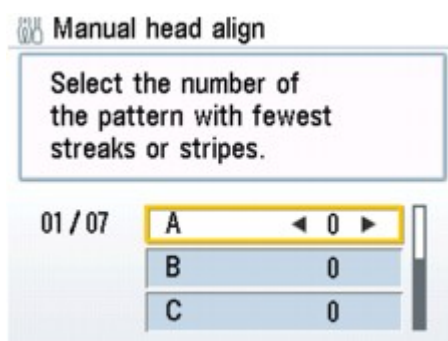 Manual head align
Select the number of
the pattern with fewest
streaks or stripes.
01/07 A ◀ 0 ▶
B 0
C 0